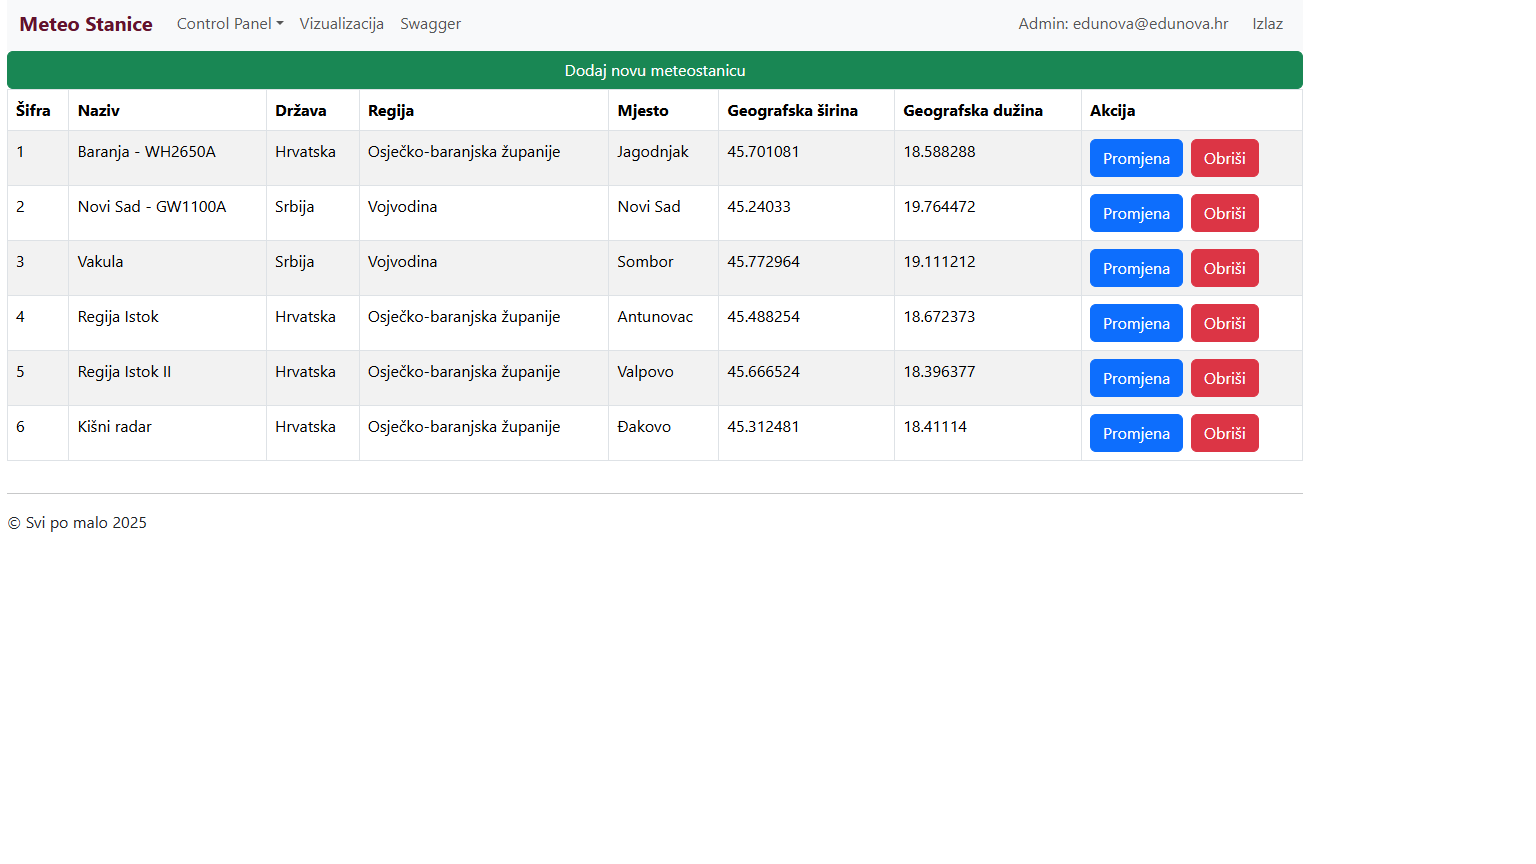 Meteo Stanice Control Panel Vizualizacija Swagger Admin: edunova@edunova.hr Izlaz
Dodaj novu meteostanicu
Šifra Naziv Država Regija Mjesto Geografska širina Geografska dužina Akcija
1 Baranja - WH2650A Hrvatska Osječko-baranjska županije Jagodnjak 45.701081 18.588288 Promjena Obriši
2 Novi Sad - GW1100A Srbija Vojvodina Novi Sad 45.24033 19.764472 Promjena Obriši
3 Vakula Srbija Vojvodina Sombor 45.772964 19.111212 Promjena Obriši
4 Regija Istok Hrvatska Osječko-baranjska županije Antunovac 45.488254 18.672373 Promjena Obriši
5 Regija Istok II Hrvatska Osječko-baranjska županije Valpovo 45.666524 18.396377 Promjena Obriši
6 Kišni radar Hrvatska Osječko-baranjska županije Đakovo 45.312481 18.41114 Promjena Obriši
© Svi po malo 2025